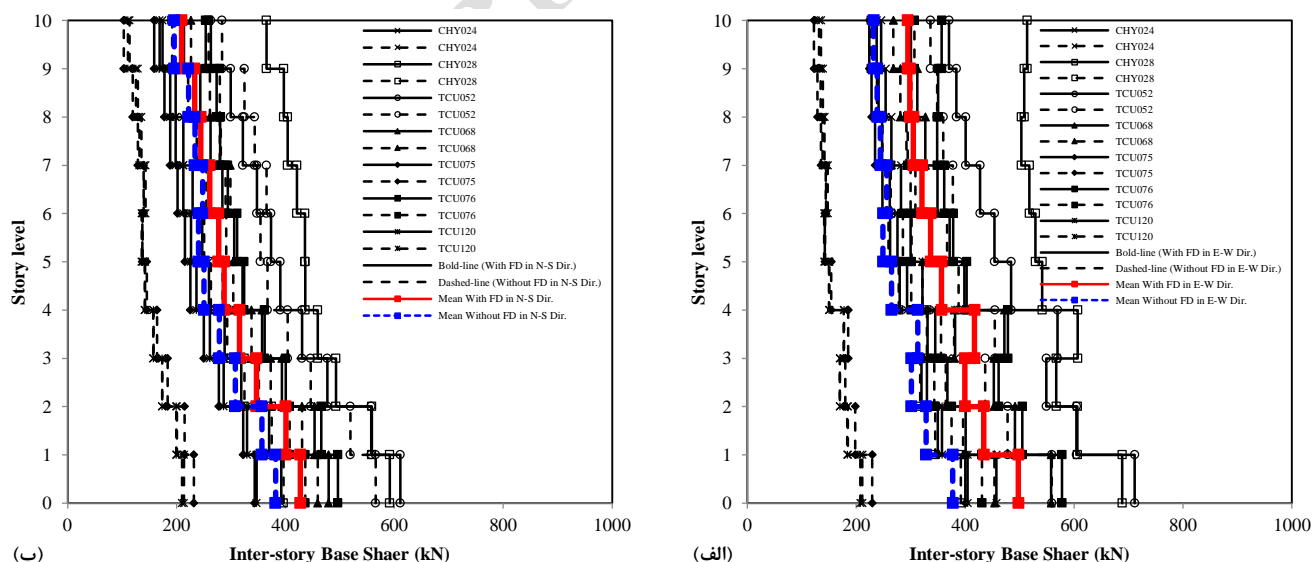 10
9
8
7
6
5
4
3
2
1
0
Story level
0 200 400 600 800 1000
Inter-story Base Shaer (kN)
(ب)
CHY024
CHY024
CHY028
CHY028
TCU052
TCU052
TCU068
TCU068
TCU075
TCU075
TCU076
TCU076
TCU120
TCU120
Bold-line (With FD in N-S Dir.)
Dashed-line (Without FD in N-S Dir.)
Mean With FD in N-S Dir.
Mean Without FD in N-S Dir.
10
9
8
7
6
5
4
3
2
1
0
Story level
0 200 400 600 800 1000
Inter-story Base Shaer (kN)
(الف)
CHY024
CHY024
CHY028
CHY028
TCU052
TCU052
TCU068
TCU068
TCU075
TCU075
TCU076
TCU076
TCU120
TCU120
Bold-line (With FD in E-W Dir.)
Dashed-line (Without FD in E-W Dir.)
Mean With FD in E-W Dir.
Mean Without FD in E-W Dir.